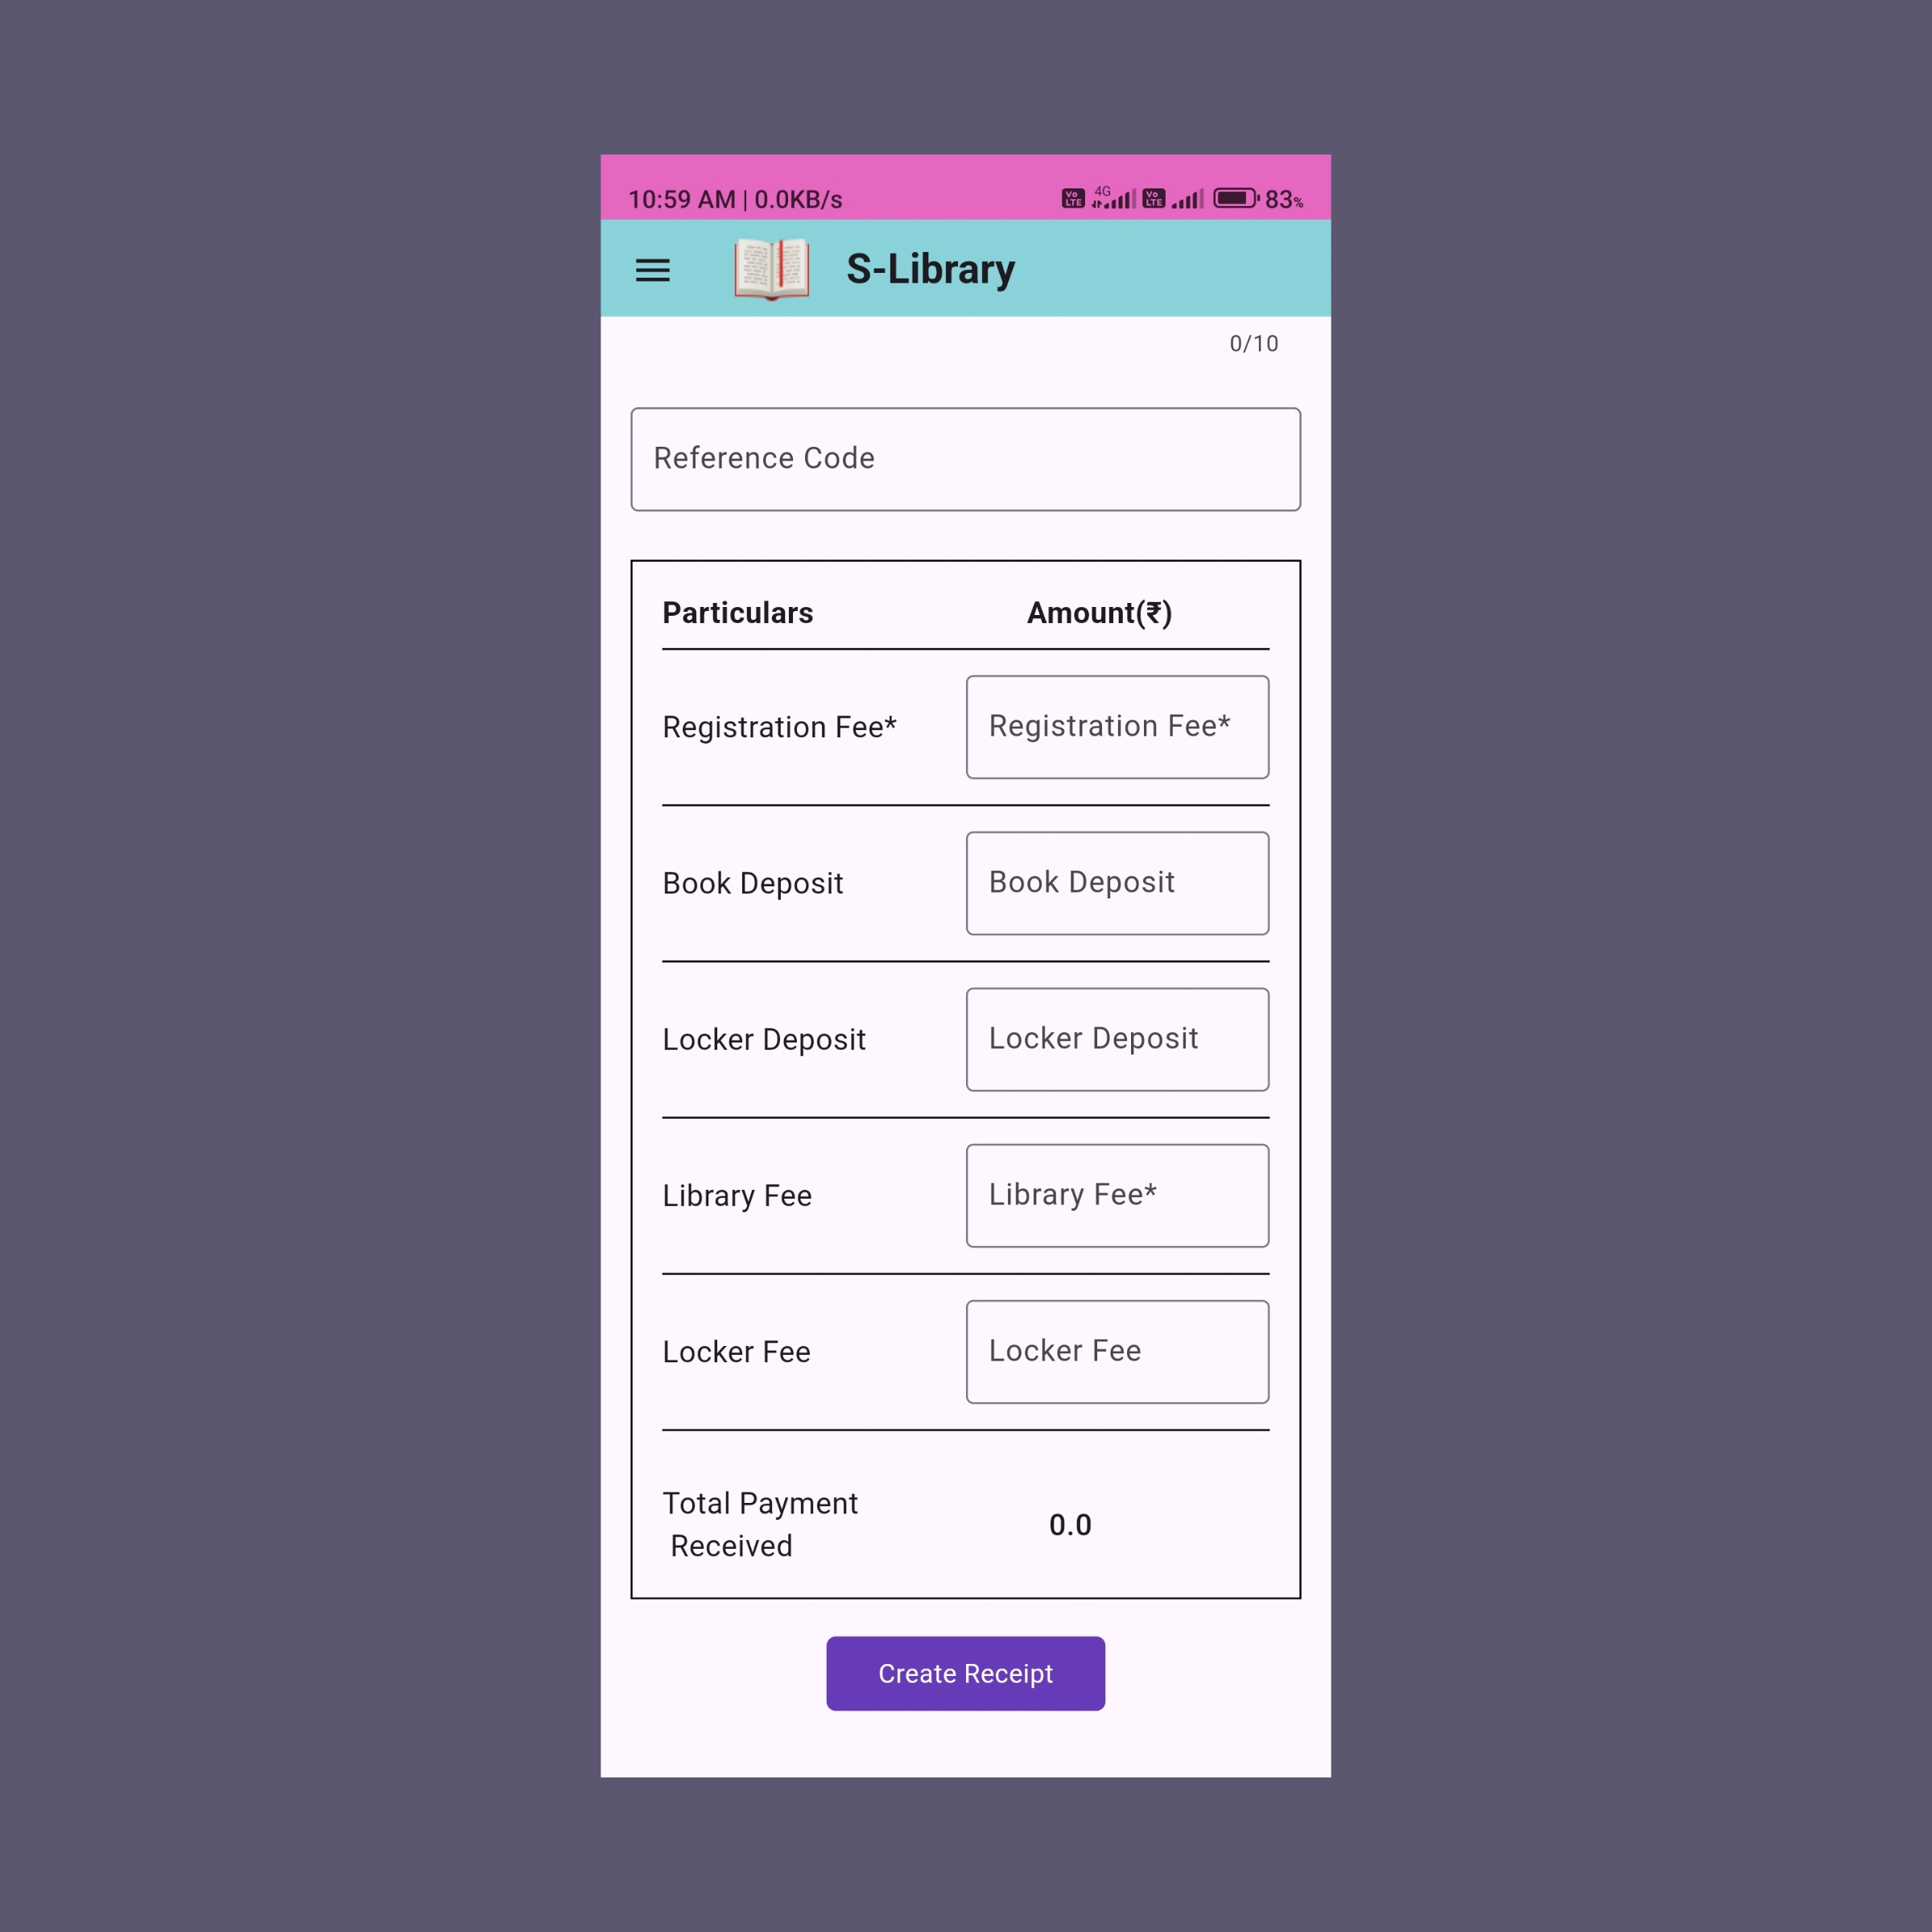 10:59 AM | 0.0KB/s Vo LTE 4G Vo LTE 83%
S-Library
0/10
Reference Code
Particulars Amount(₹)
Registration Fee* Registration Fee*
Book Deposit Book Deposit
Locker Deposit Locker Deposit
Library Fee Library Fee*
Locker Fee Locker Fee
Total Payment
Received 0.0
Create Receipt